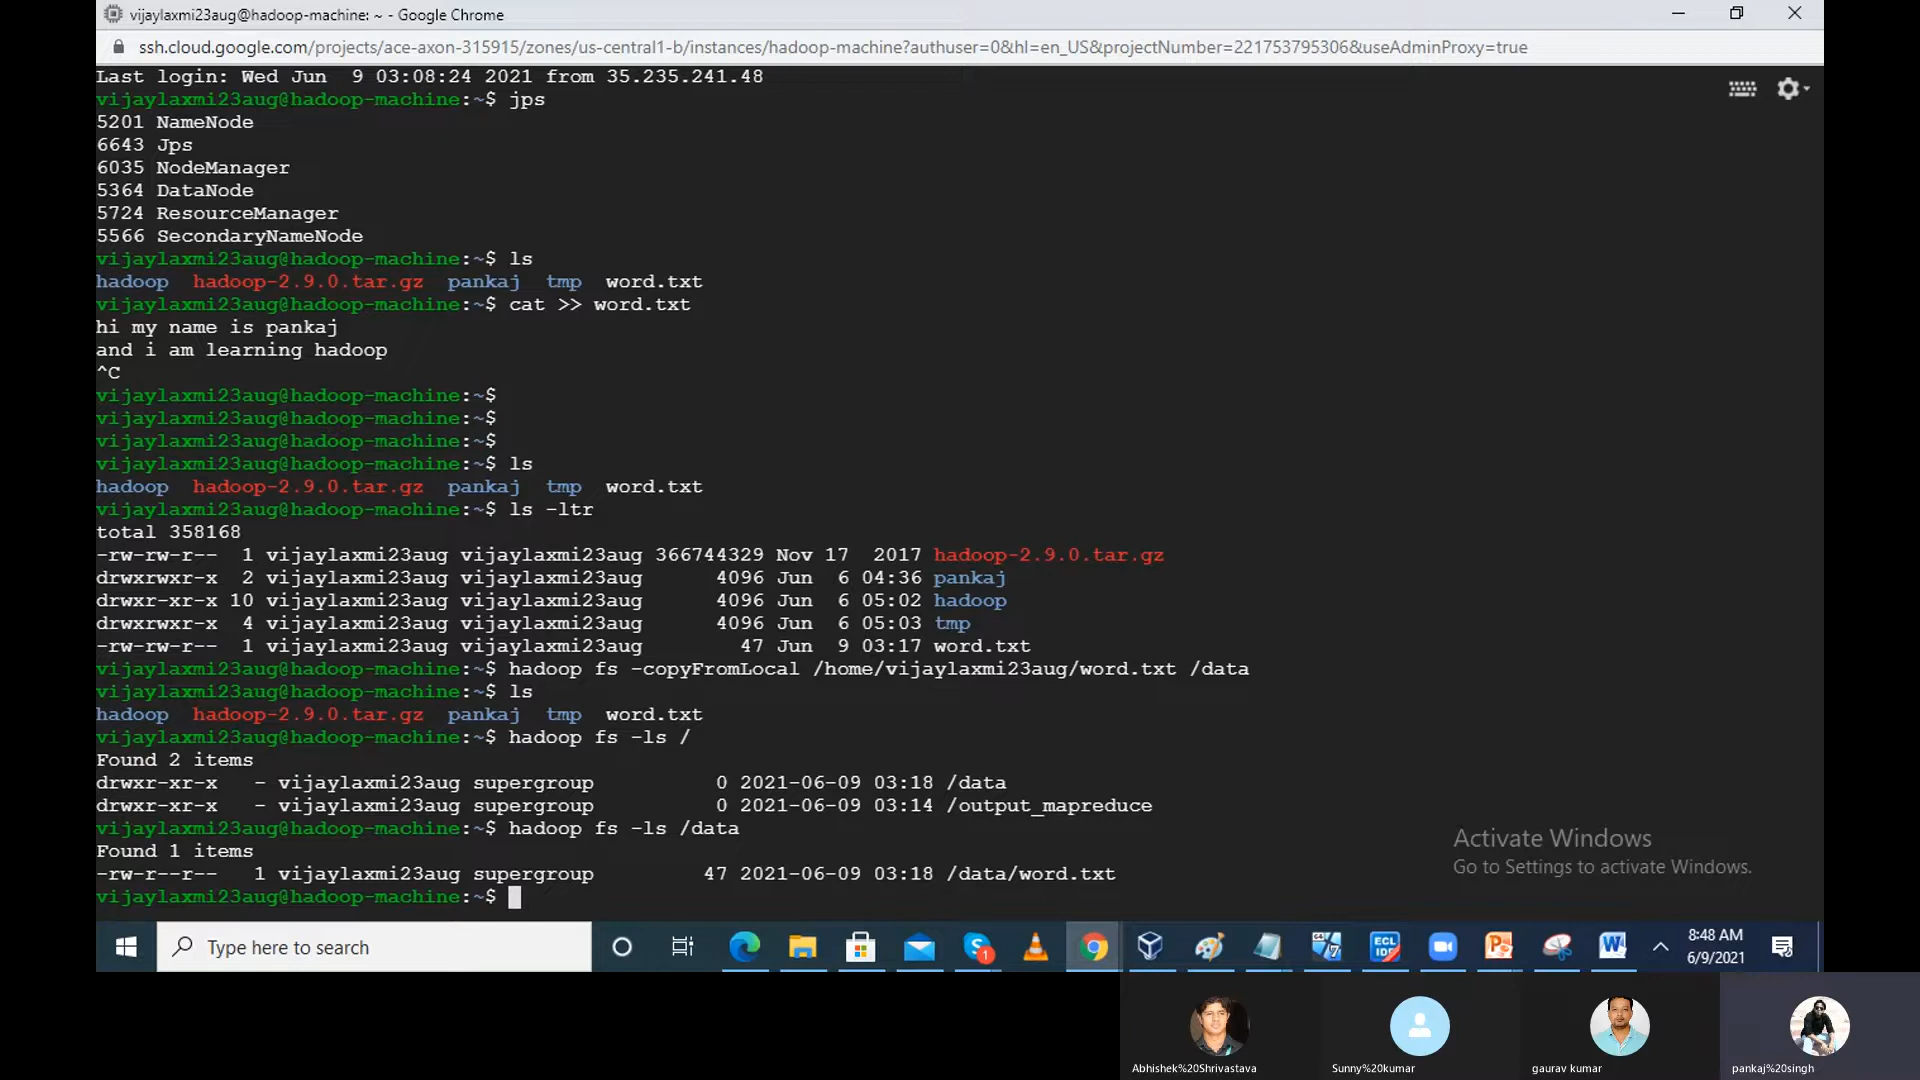 vijaylaxmi23aug@hadoop-machine: ~ - Google Chrome
ssh.cloud.google.com/projects/ace-axon-315915/zones/us-central1-b/instances/hadoop-machine?authuser=0&hl=en_US&projectNumber=221753795306&useAdminProxy=true
Last login: Wed Jun  9 03:08:24 2021 from 35.235.241.48
vijaylaxmi23aug@hadoop-machine:~$ jps
5201 NameNode
6643 Jps
6035 NodeManager
5364 DataNode
5724 ResourceManager
5566 SecondaryNameNode
vijaylaxmi23aug@hadoop-machine:~$ ls
hadoop  hadoop-2.9.0.tar.gz  pankaj  tmp  word.txt
vijaylaxmi23aug@hadoop-machine:~$ cat >> word.txt
hi my name is pankaj
and i am learning hadoop
^C
vijaylaxmi23aug@hadoop-machine:~$
vijaylaxmi23aug@hadoop-machine:~$
vijaylaxmi23aug@hadoop-machine:~$
vijaylaxmi23aug@hadoop-machine:~$ ls
hadoop  hadoop-2.9.0.tar.gz  pankaj  tmp  word.txt
vijaylaxmi23aug@hadoop-machine:~$ ls -ltr
total 358168
-rw-rw-r--  1 vijaylaxmi23aug vijaylaxmi23aug 366744329 Nov 17  2017 hadoop-2.9.0.tar.gz
drwxrwxr-x  2 vijaylaxmi23aug vijaylaxmi23aug      4096 Jun  6 04:36 pankaj
drwxr-xr-x 10 vijaylaxmi23aug vijaylaxmi23aug      4096 Jun  6 05:02 hadoop
drwxrwxr-x  4 vijaylaxmi23aug vijaylaxmi23aug      4096 Jun  6 05:03 tmp
-rw-rw-r--  1 vijaylaxmi23aug vijaylaxmi23aug        47 Jun  9 03:17 word.txt
vijaylaxmi23aug@hadoop-machine:~$ hadoop fs -copyFromLocal /home/vijaylaxmi23aug/word.txt /data
vijaylaxmi23aug@hadoop-machine:~$ ls
hadoop  hadoop-2.9.0.tar.gz  pankaj  tmp  word.txt
vijaylaxmi23aug@hadoop-machine:~$ hadoop fs -ls /
Found 2 items
drwxr-xr-x   - vijaylaxmi23aug supergroup          0 2021-06-09 03:18 /data
drwxr-xr-x   - vijaylaxmi23aug supergroup          0 2021-06-09 03:14 /output_mapreduce
vijaylaxmi23aug@hadoop-machine:~$ hadoop fs -ls /data
Found 1 items
-rw-r--r--   1 vijaylaxmi23aug supergroup         47 2021-06-09 03:18 /data/word.txt
vijaylaxmi23aug@hadoop-machine:~$
Activate Windows
Go to Settings to activate Windows.
Type here to search
1
ECL
IDE
8:48 AM
6/9/2021
Abhishek%20Shrivastava
Sunny%20kumar
gaurav kumar
pankaj%20singh